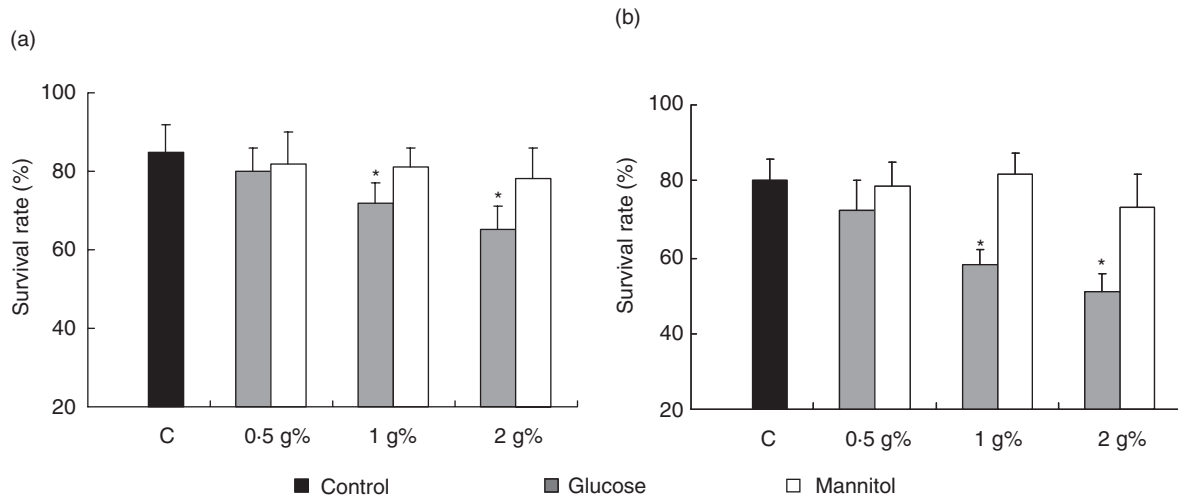 (a)
Survival rate (%)
100
80
60
40
20
*
*
C
0·5 g%
1 g%
2 g%
(b)
Survival rate (%)
100
80
60
40
20
*
*
C
0·5 g%
1 g%
2 g%
Control
Glucose
Mannitol